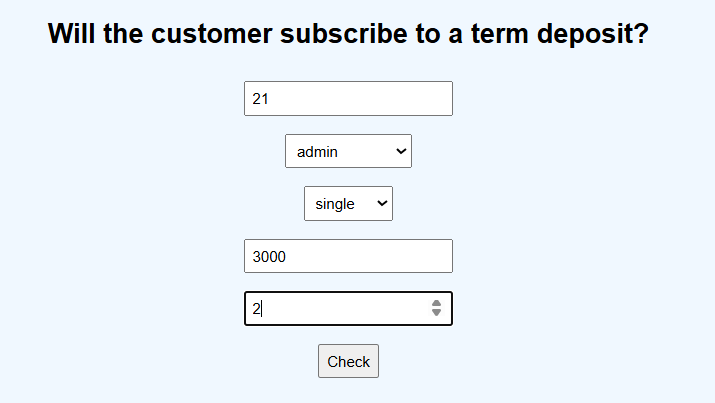 Will the customer subscribe to a term deposit?
21
admin
single
3000
2
Check